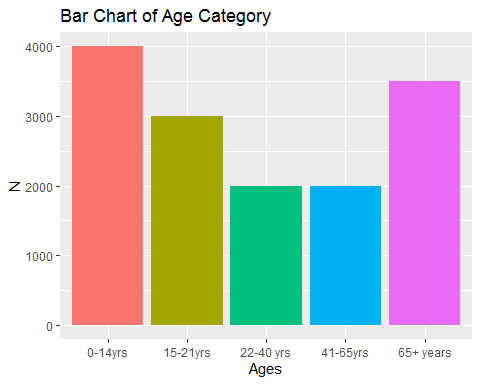 Bar Chart of Age Category
4000
3000
2000
1000
0
N
0-14yrs
15-21yrs
22-40 yrs
41-65yrs
65+ years
Ages